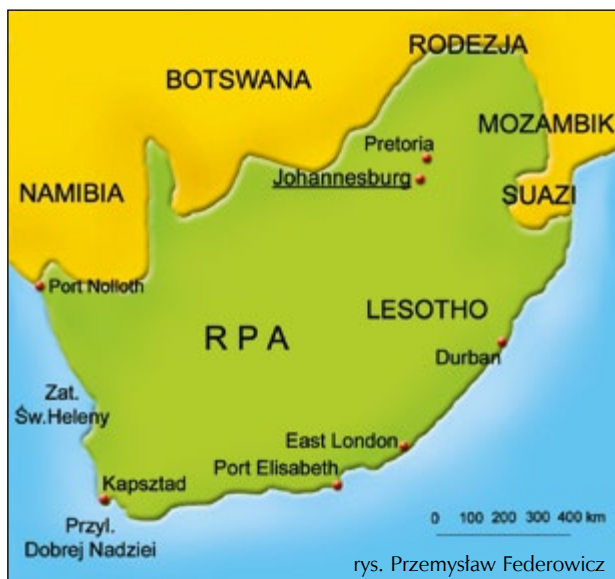 RODEZJA
BOTSWANA
MOZAMBIK
Pretoria
Johannesburg
NAMIBIA
SUAZI
Port Nolloth
LESOTHO
R P A
Durban
Zat.
Św.Heleny
East London
Port Elisabeth
Kapsztad
Przyl.
Dobrej Nadziei
0 100 200 300 400 km
rys. Przemysław Federowicz